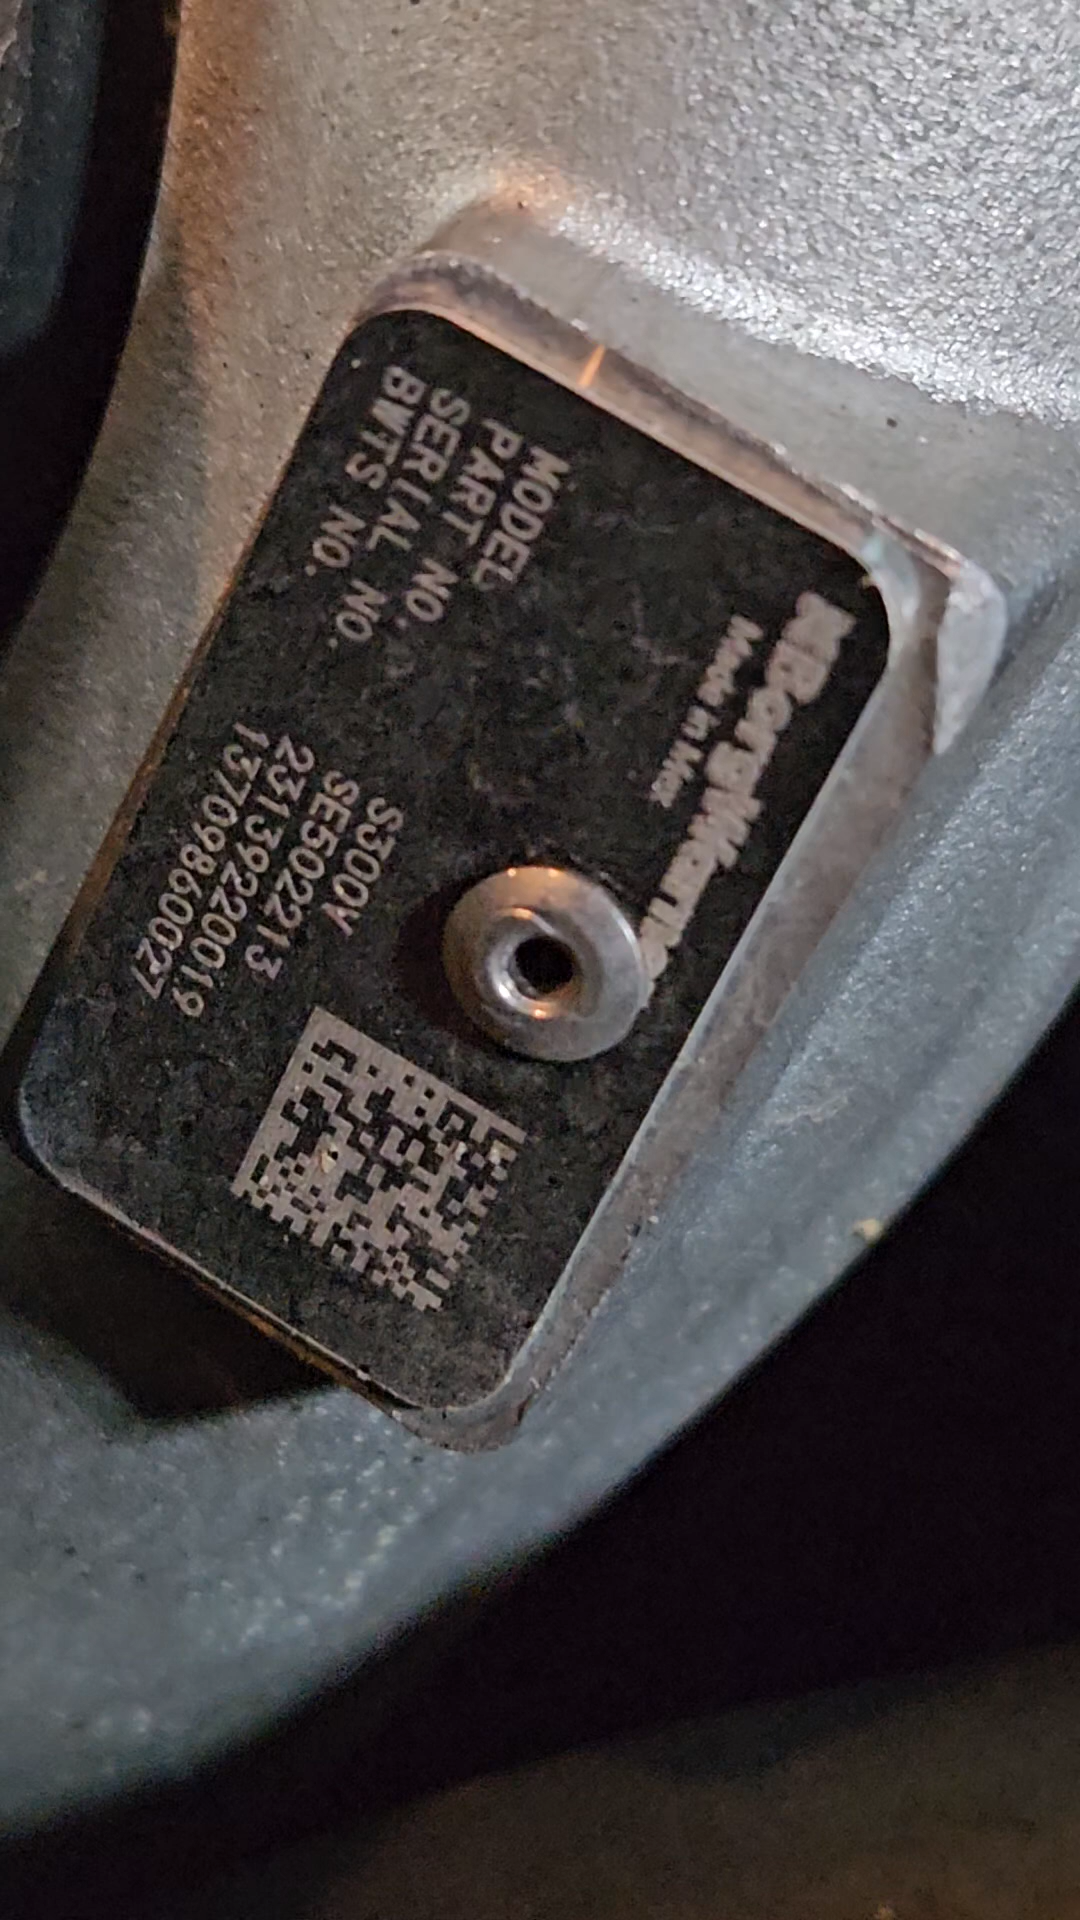 BorgWarner
Made in Mex
MODEL S300V
PART NO. SE502213
SERIAL NO. 23139220019
BWTS NO. 13709860027